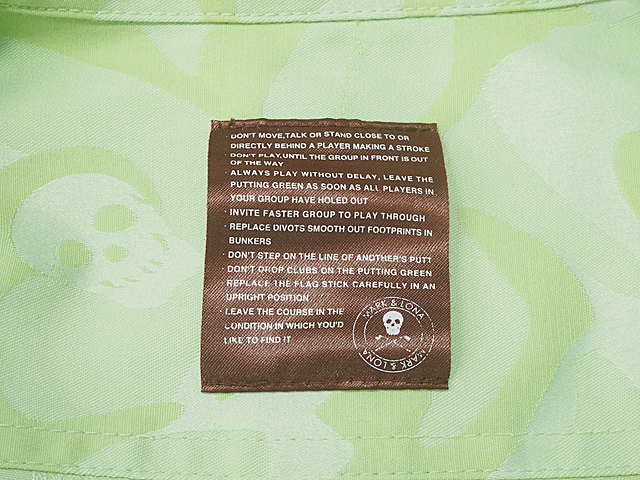 · DON'T MOVE,TALK OR STAND CLOSE TO OR
DIRECTLY BEHIND A PLAYER MAKING A STROKE
· DON'T PLAY,UNTIL THE GROUP IN FRONT IS OUT
OF THE WAY
· ALWAYS PLAY WITHOUT DELAY, LEAVE THE
PUTTING GREEN AS SOON AS ALL PLAYERS IN
YOUR GROUP HAVE HOLED OUT
· INVITE FASTER GROUP TO PLAY THROUGH
· REPLACE DIVOTS SMOOTH OUT FOOTPRINTS IN
BUNKERS
· DON'T STEP ON THE LINE OF ANOTHER'S PUTT
· DON'T DROP CLUBS ON THE PUTTING GREEN
REPLACE THE FLAG STICK CAREFULLY IN AN
UPRIGHT POSITION
· LEAVE THE COURSE IN THE
CONDITION IN WHICH YOU'D
LIKE TO FIND IT
MARK & LONA
MARK & LONA